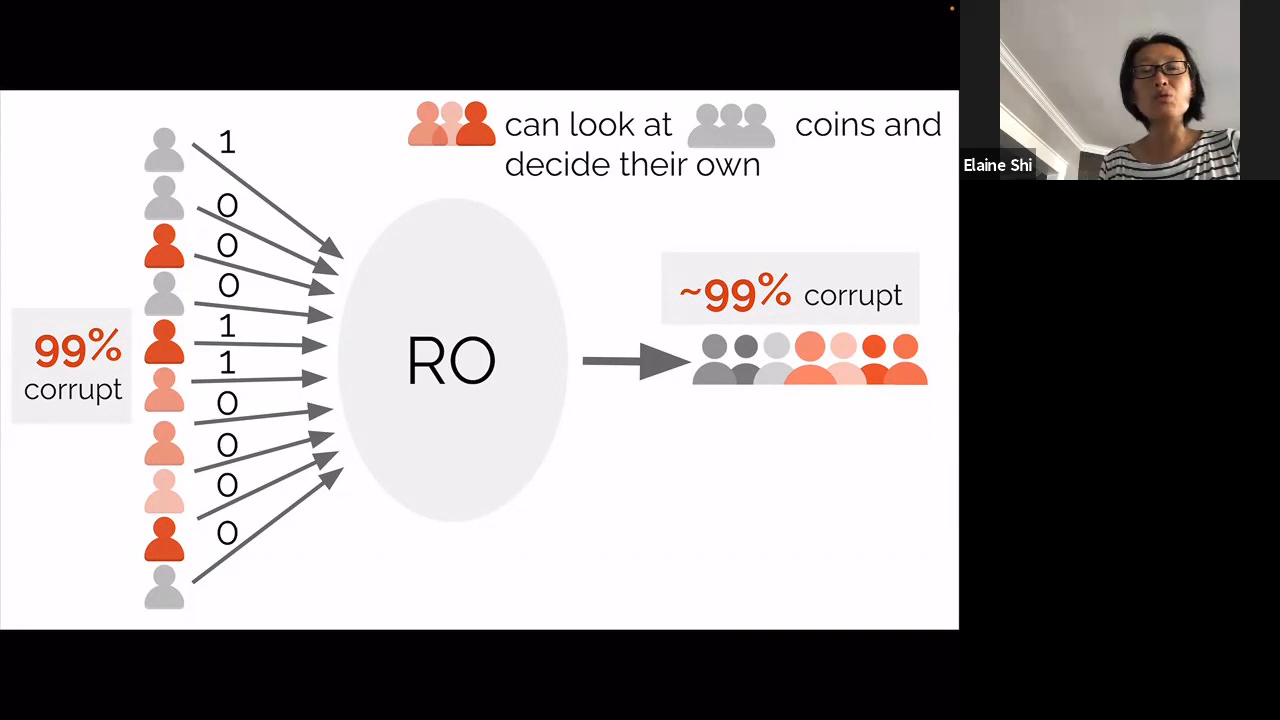 can look at coins and
decide their own
1
0
0
0
1
1
0
0
0
0
99%
corrupt
RO
~99% corrupt
Elaine Shi